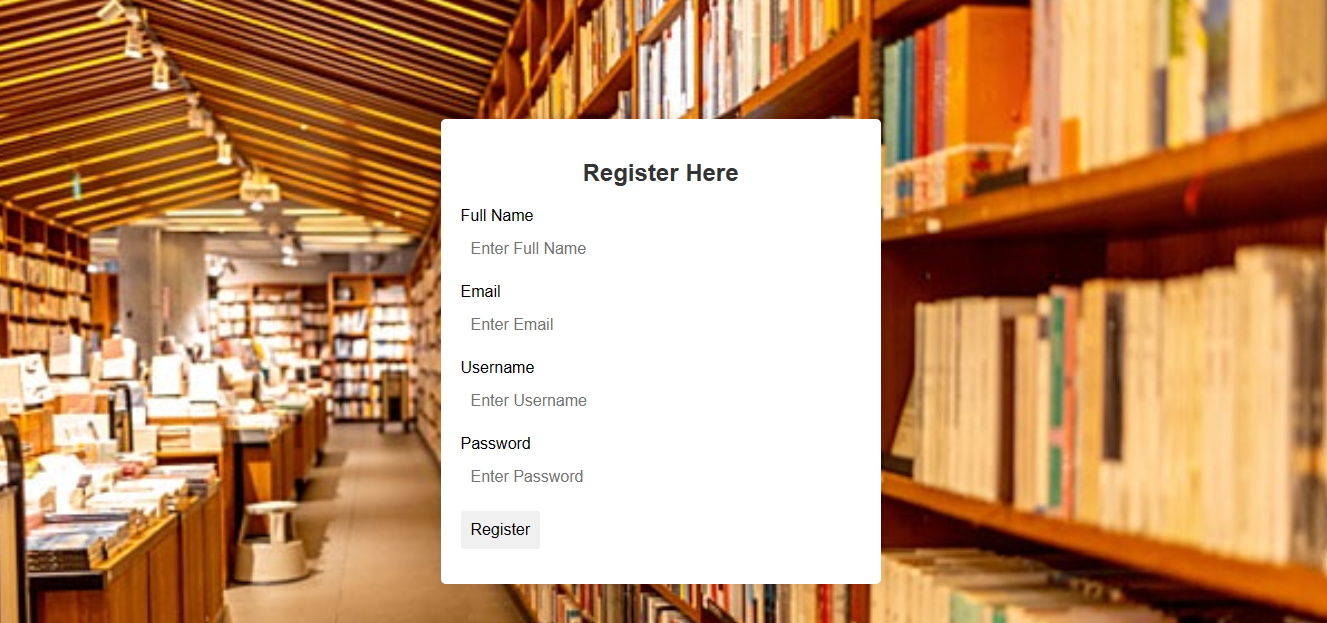 Register Here
Full Name
Enter Full Name
Email
Enter Email
Username
Enter Username
Password
Enter Password
Register